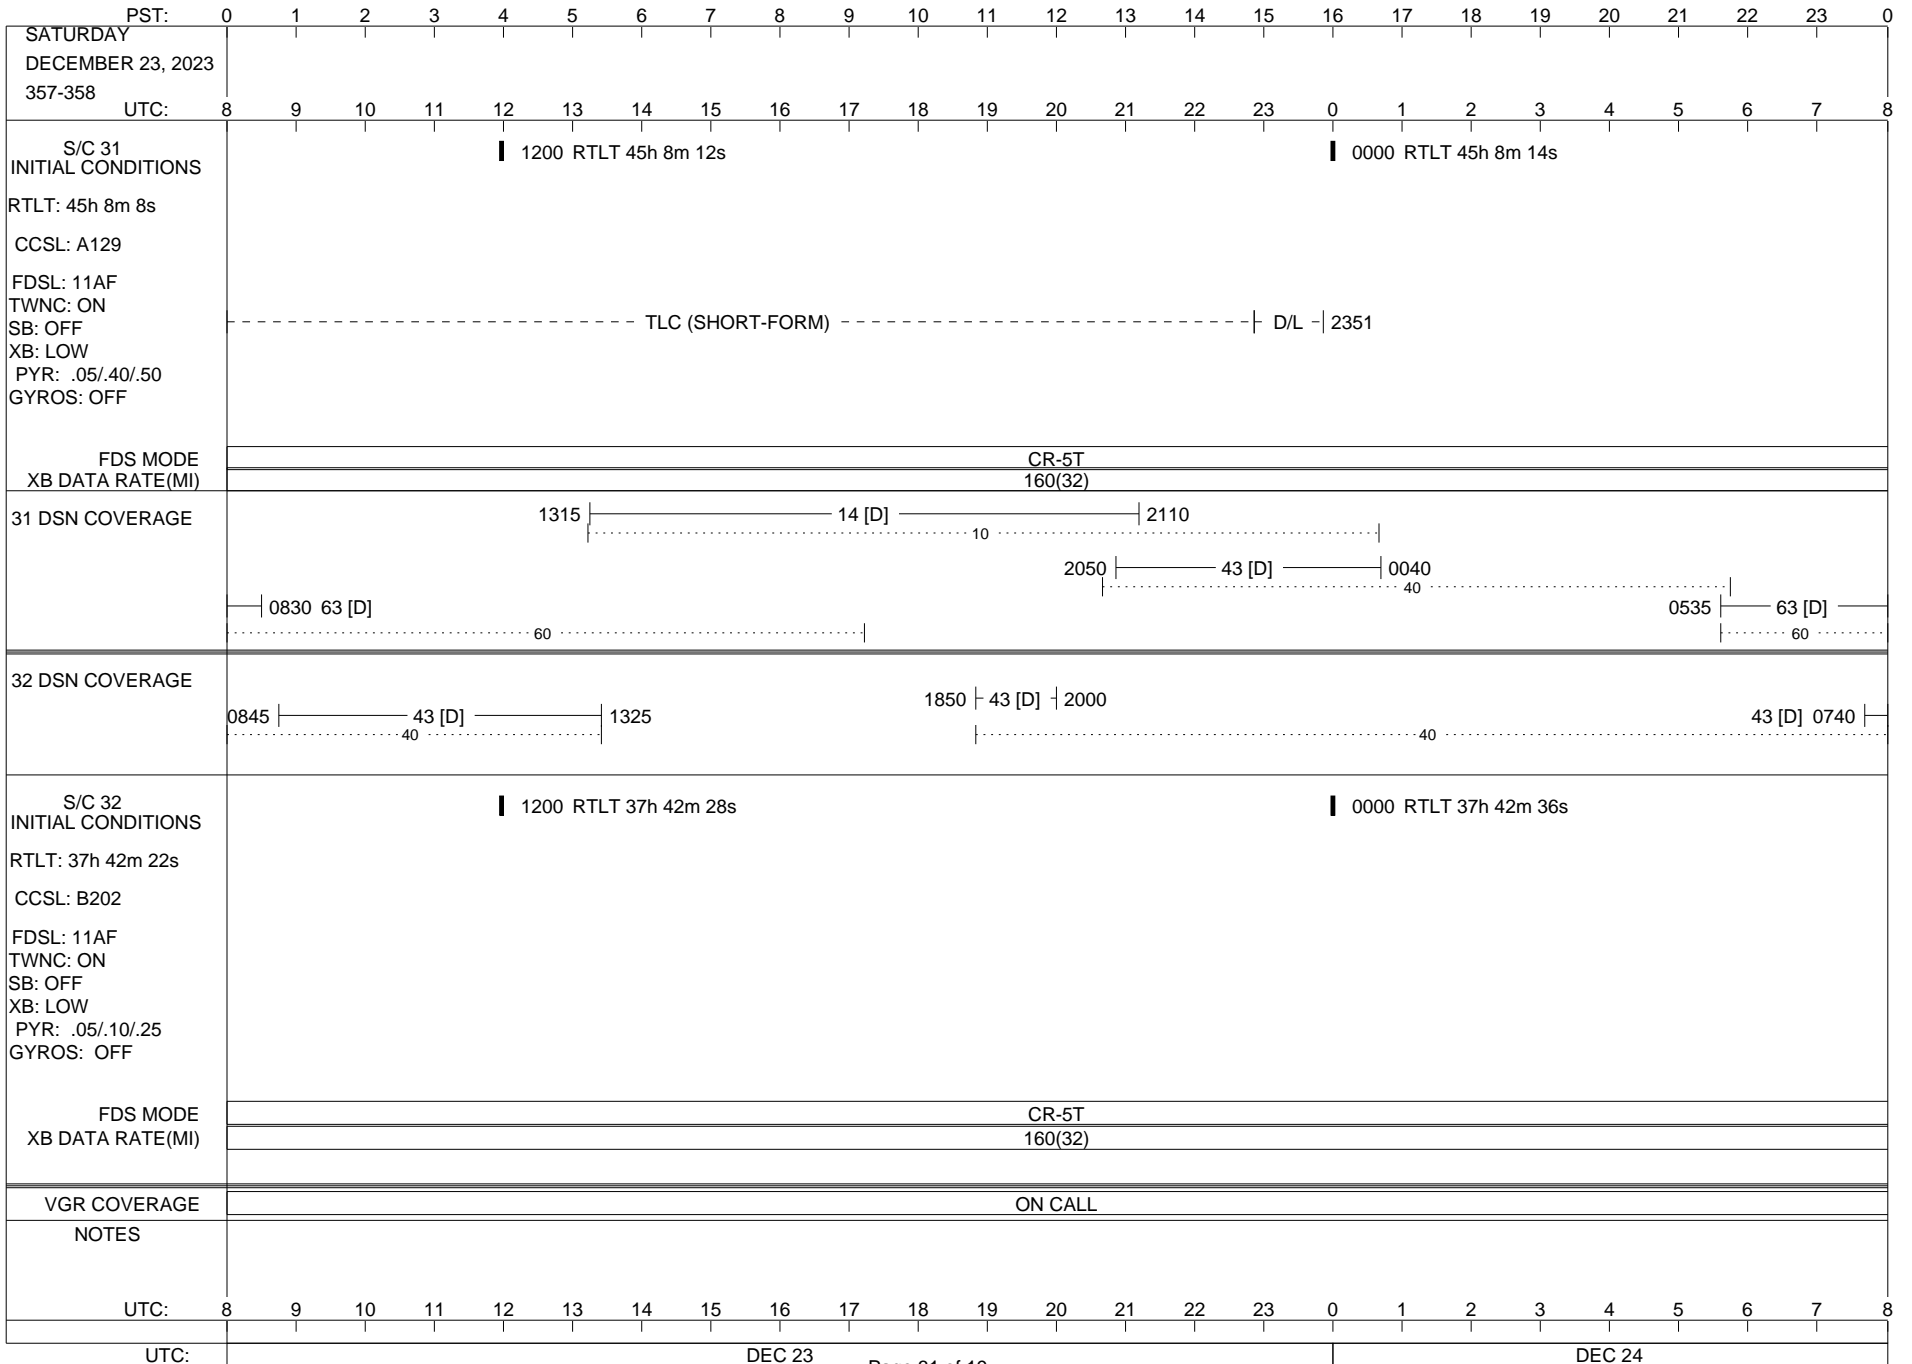 PST: 0 1 2 3 4 5 6 7 8 9 10 11 12 13 14 15 16 17 18 19 20 21 22 23 0
SATURDAY
DECEMBER 23, 2023
357-358
UTC: 8 9 10 11 12 13 14 15 16 17 18 19 20 21 22 23 0 1 2 3 4 5 6 7 8
S/C 31
INITIAL CONDITIONS
1200 RTLT 45h 8m 12s
0000 RTLT 45h 8m 14s
RTLT: 45h 8m 8s
CCSL: A129
FDSL: 11AF
TWNC: ON
SB: OFF
XB: LOW
PYR: .05/.40/.50
GYROS: OFF
TLC (SHORT-FORM) D/L 2351
FDS MODE CR-5T
XB DATA RATE(MI) 160(32)
31 DSN COVERAGE
1315 14 [D] 2110
10
2050 43 [D] 0040
40
0830 63 [D]
0535 63 [D]
60
60
32 DSN COVERAGE
1850 43 [D] 2000
0845 43 [D] 1325
43 [D] 0740
40
40
S/C 32
INITIAL CONDITIONS
1200 RTLT 37h 42m 28s
0000 RTLT 37h 42m 36s
RTLT: 37h 42m 22s
CCSL: B202
FDSL: 11AF
TWNC: ON
SB: OFF
XB: LOW
PYR: .05/.10/.25
GYROS: OFF
FDS MODE CR-5T
XB DATA RATE(MI) 160(32)
VGR COVERAGE ON CALL
NOTES
UTC: 8 9 10 11 12 13 14 15 16 17 18 19 20 21 22 23 0 1 2 3 4 5 6 7 8
UTC: DEC 23 DEC 24